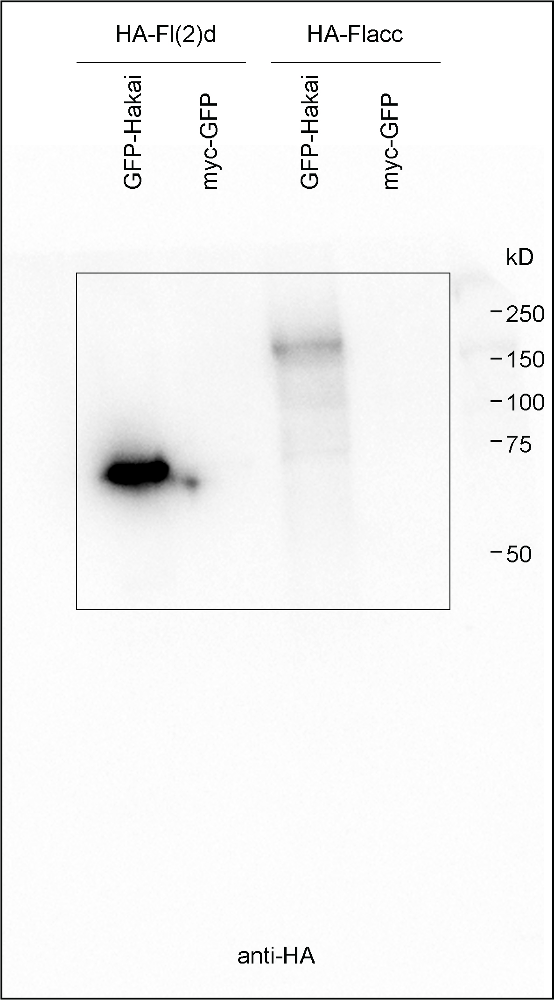 HA-Fl(2)d
HA-Flacc
GFP-Hakai
myc-GFP
GFP-Hakai
myc-GFP
kD
250
150
100
75
50
anti-HA